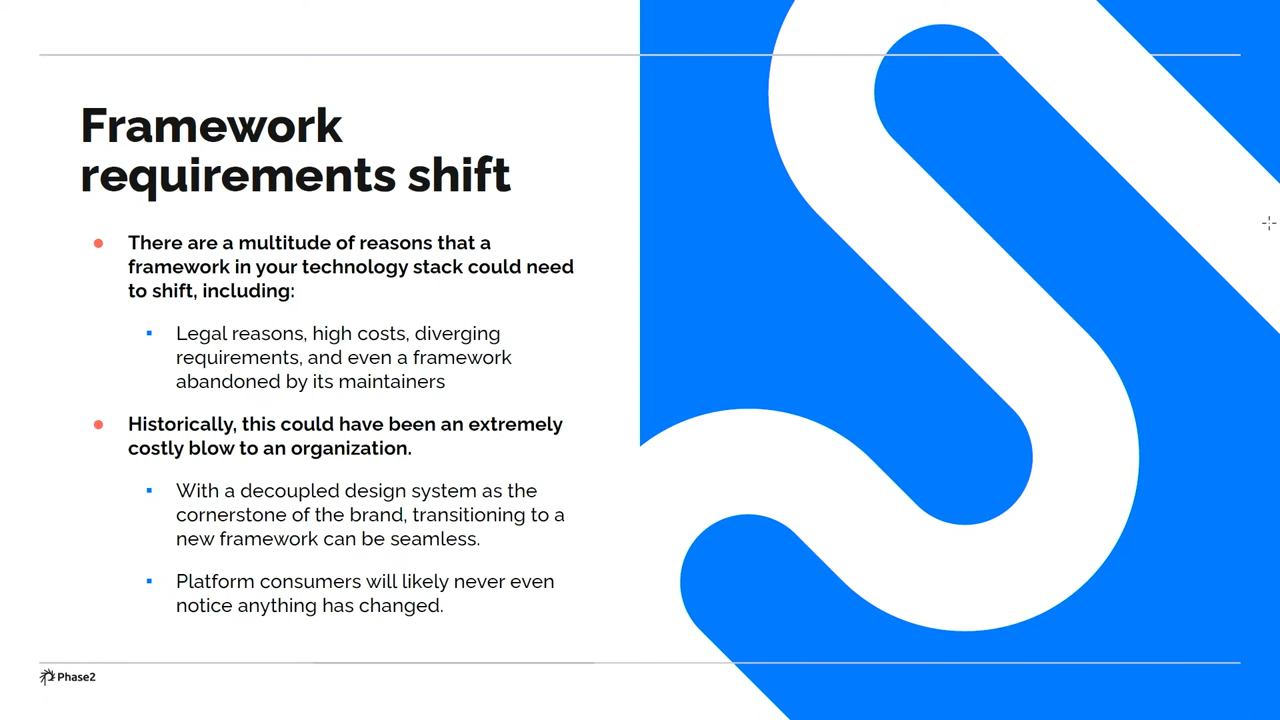 Framework
requirements shift
There are a multitude of reasons that a
framework in your technology stack could need
to shift, including:
Legal reasons, high costs, diverging
requirements, and even a framework
abandoned by its maintainers
Historically, this could have been an extremely
costly blow to an organization.
With a decoupled design system as the
cornerstone of the brand, transitioning to a
new framework can be seamless.
Platform consumers will likely never even
notice anything has changed.
Phase2